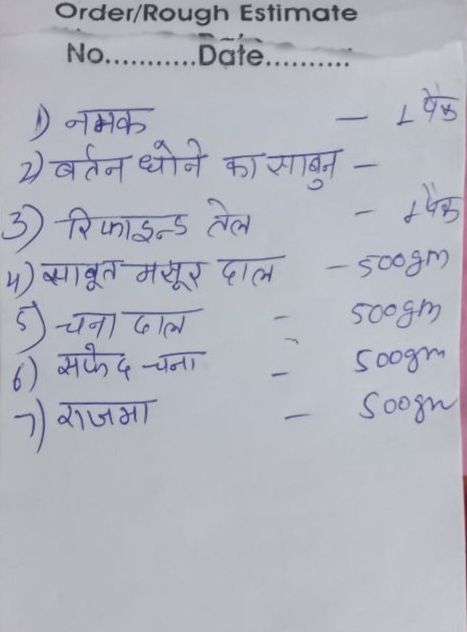 Order/Rough Estimate
No...........Date..........
1) नमक — 1 पैक
2) बर्तन धोने का साबुन —
3) रिफाइन्ड तेल — 1 पैक
4) साबूत मसूर दाल — 500gm
5) चना दाल — 500gm
6) सफेद चना — 500gm
7) राजमा — 500gm